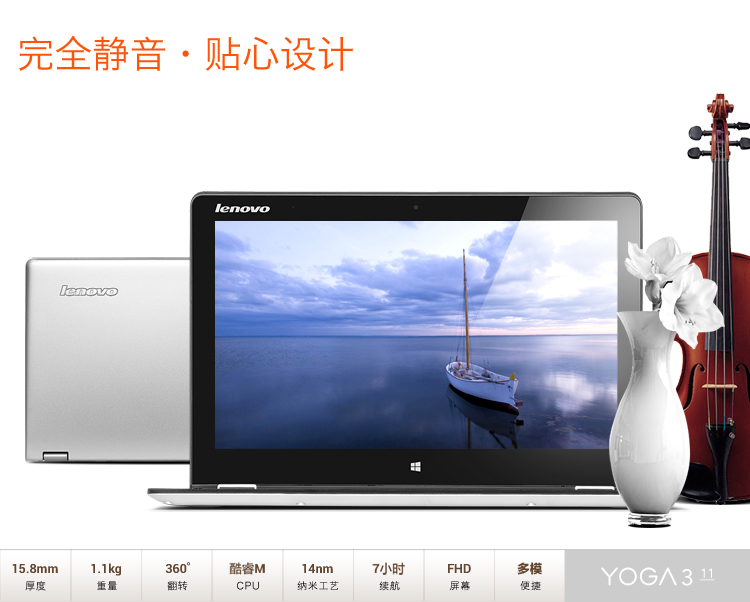 完全静音·贴心设计
lenovo
lenovo
15.8mm 1.1kg 360° 酷睿M 14nm 7小时 FHD 多模
厚度 重量 翻转 CPU 纳米工艺 续航 屏幕 便捷
YOGA 3 11